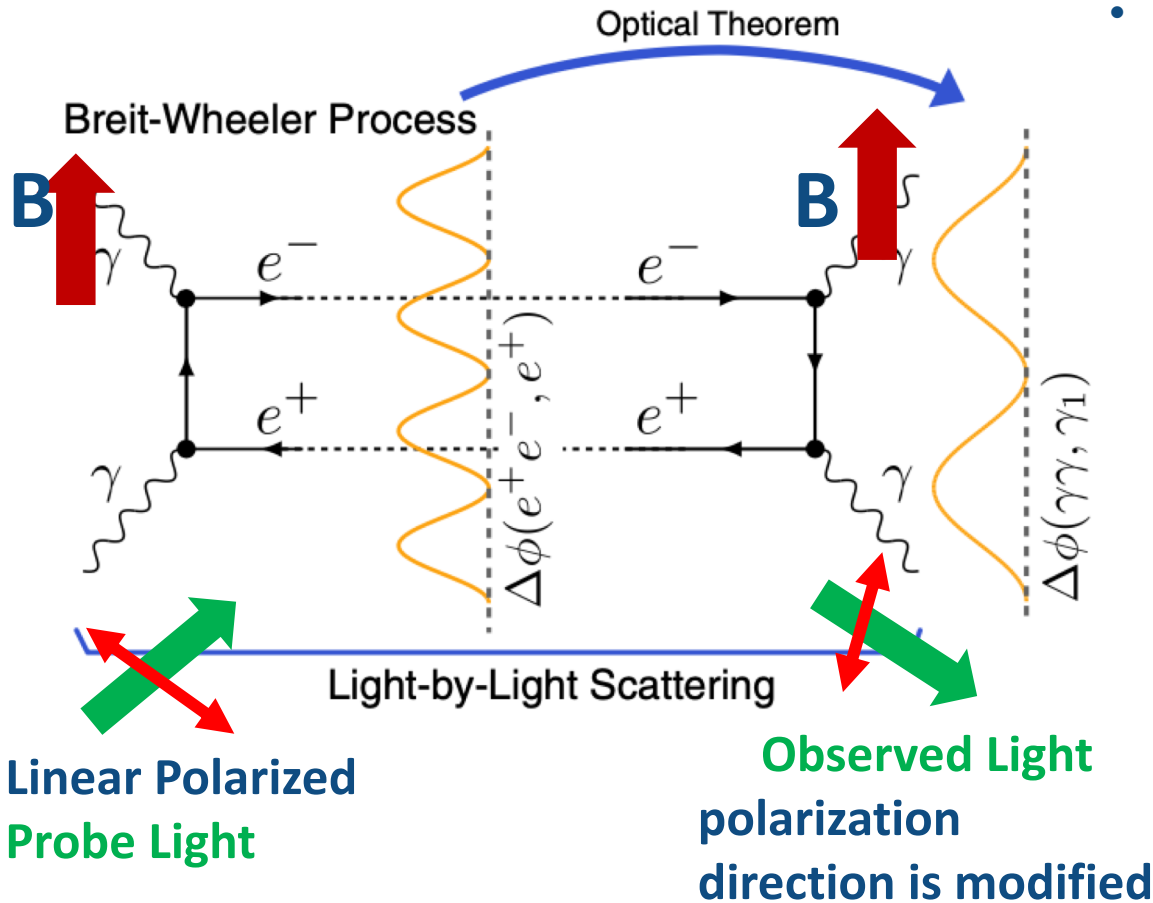 Optical Theorem
Breit-Wheeler Process
B
B
γ
γ
e⁻
e⁻
e⁺
e⁺
γ
γ
Δϕ(e⁺e⁻, e⁺)
Δϕ(γγ, γ₁)
Light-by-Light Scattering
Linear Polarized
Probe Light
Observed Light
polarization
direction is modified